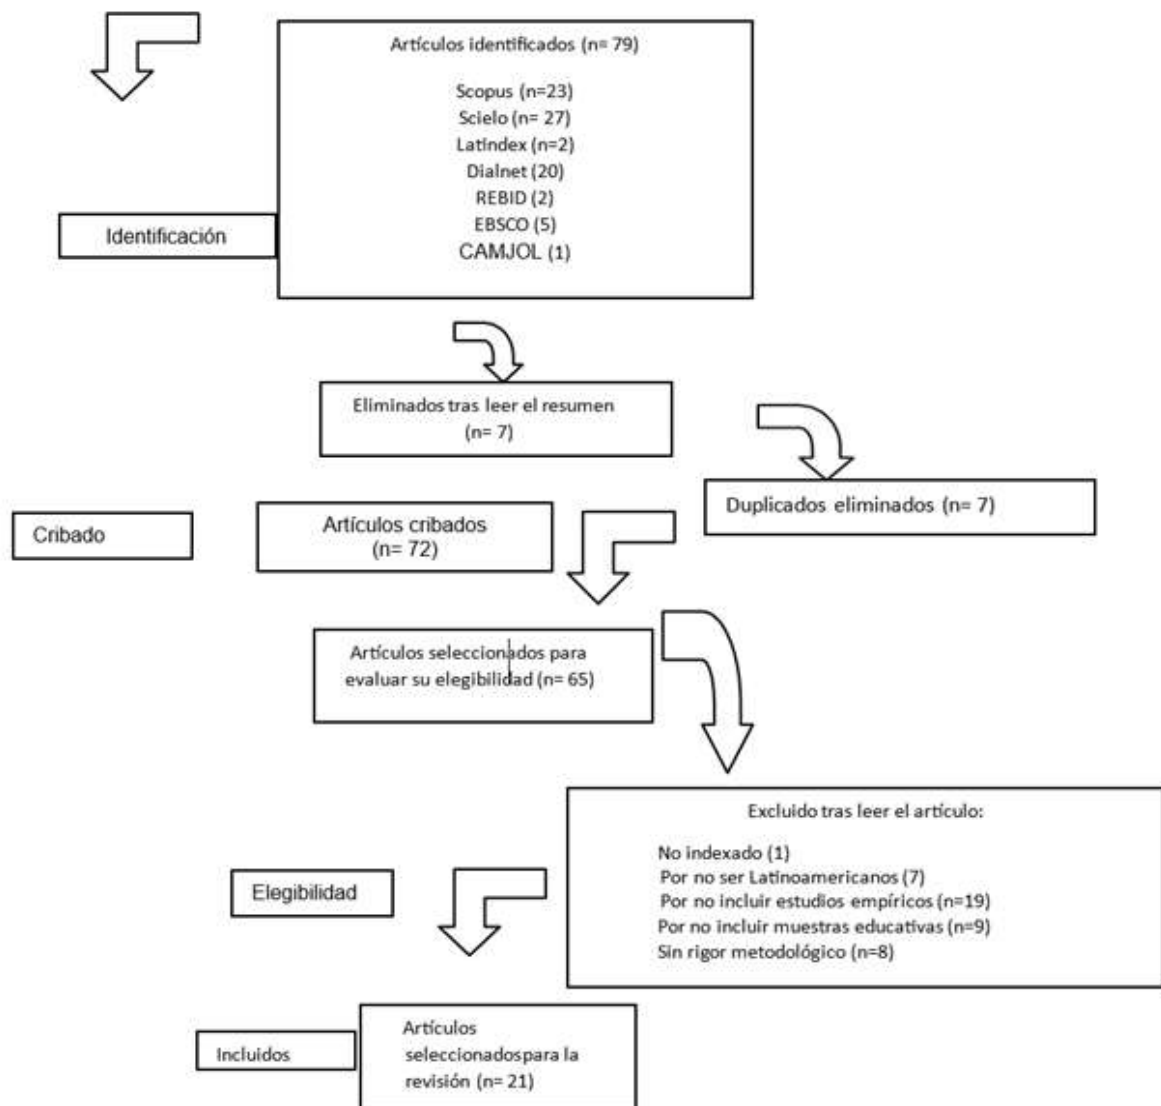 Artículos identificados (n= 79)
Scopus (n=23)
Scielo (n= 27)
Latindex (n=2)
Dialnet (20)
REBID (2)
EBSCO (5)
CAMJOL (1)
Identificación
Eliminados tras leer el resumen
(n= 7)
Duplicados eliminados (n= 7)
Cribado
Artículos cribados
(n= 72)
Artículos seleccionados para
evaluar su elegibilidad (n= 65)
Excluido tras leer el artículo:
No indexado (1)
Por no ser Latinoamericanos (7)
Por no incluir estudios empíricos (n=19)
Por no incluir muestras educativas (n=9)
Sin rigor metodológico (n=8)
Elegibilidad
Incluidos
Artículos
seleccionadospara la
revisión (n= 21)